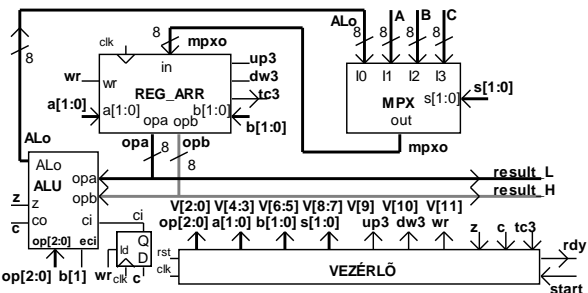 ALo A B C
clk 8 mpxo 8 8 8 8
8 wr wr in up3 dw3 tc3 I0 I1 I2 I3
REG_ARR MPX s[1:0] s[1:0]
a[1:0] a[1:0] b[1:0] b[1:0] out
opa opb
ALo opa opb mpxo
8 8
ALo
ALU opa result_L
z z opb result_H
c co ci ci
V[2:0] V[4:3] V[6:5] V[8:7] V[9] V[10] V[11]
op[2:0] a[1:0] b[1:0] s[1:0] up3 dw3 wr z c tc3
op[2:0] eci ld Q D
rst rdy
op[2:0] b[1] wr clk c clk VEZÉRLÕ start